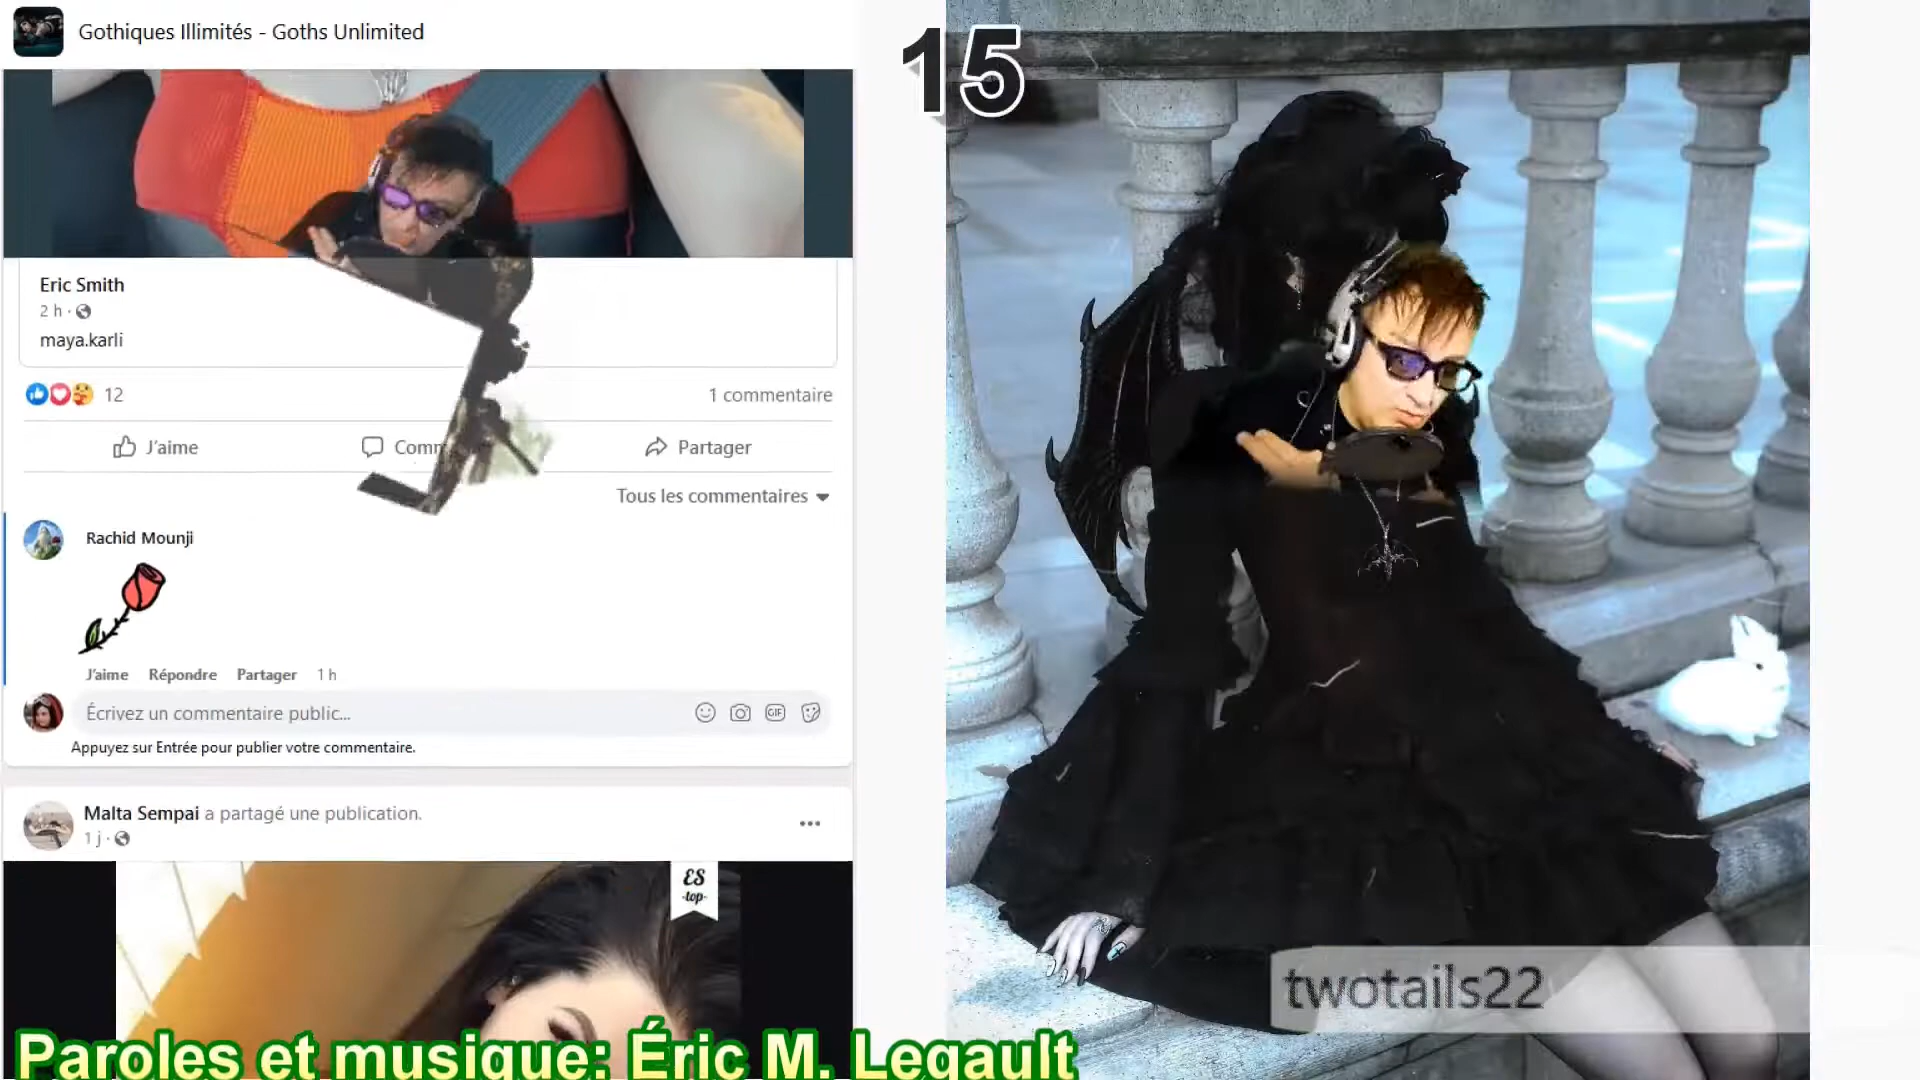 Gothiques Illimités - Goths Unlimited
15
Eric Smith
2 h ·
maya.karli
12
1 commentaire
J'aime
Comm
Partager
Tous les commentaires
Rachid Mounji
J'aime Répondre Partager 1 h
Écrivez un commentaire public...
GIF
Appuyez sur Entrée pour publier votre commentaire.
Malta Sempai a partagé une publication.
1 j ·
ES
-top-
twotails22
Paroles et musique: Éric M. Legault